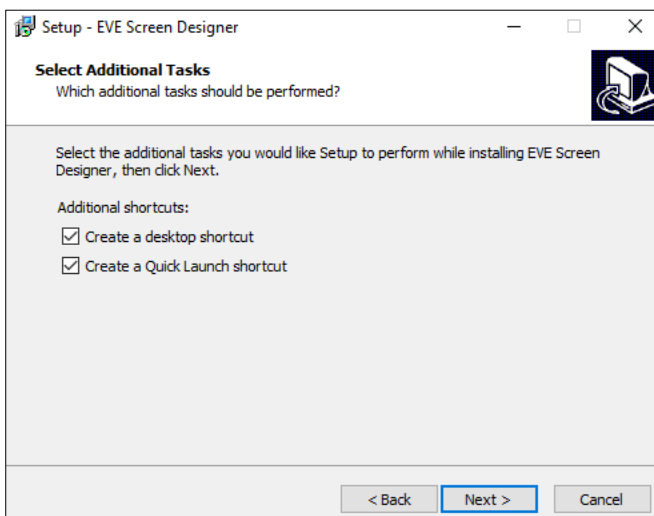 Setup - EVE Screen Designer
Select Additional Tasks
Which additional tasks should be performed?
Select the additional tasks you would like Setup to perform while installing EVE Screen
Designer, then click Next.
Additional shortcuts:
Create a desktop shortcut
Create a Quick Launch shortcut
< Back Next > Cancel